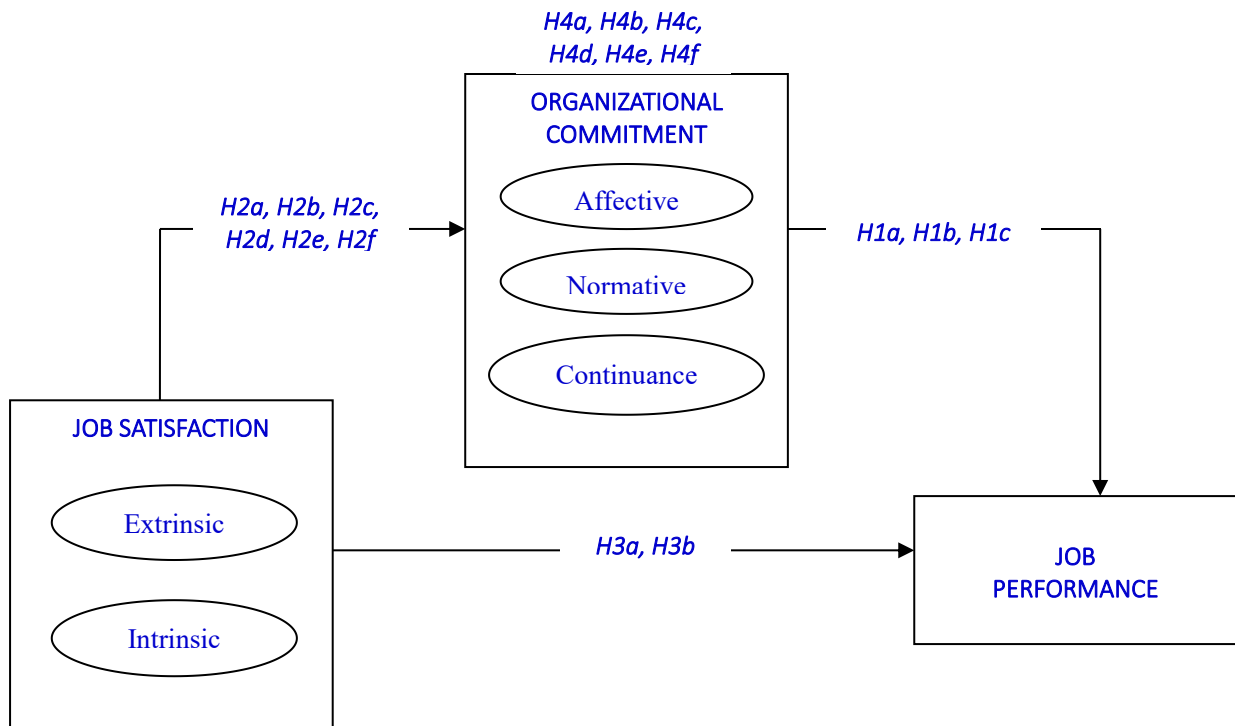 H4a, H4b, H4c,
H4d, H4e, H4f
ORGANIZATIONAL
COMMITMENT
Affective
H2a, H2b, H2c,
H2d, H2e, H2f
H1a, H1b, H1c
Normative
Continuance
JOB SATISFACTION
Extrinsic
H3a, H3b
JOB
PERFORMANCE
Intrinsic